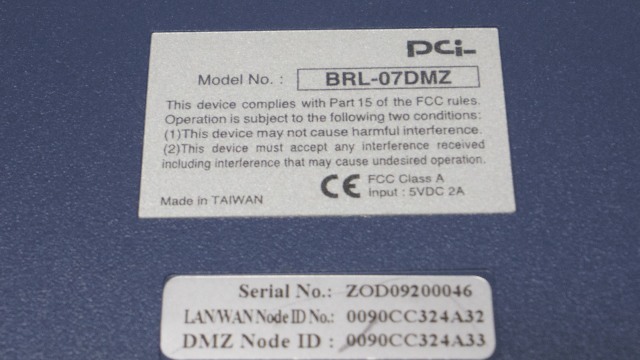 PCi-
Model No. : BRL-07DMZ
This device complies with Part 15 of the FCC rules.
Operation is subject to the following two conditions:
(1)This device may not cause harmful interference.
(2)This device must accept any interference received
including interference that may cause undesired operation.
CE FCC Class A
Input : 5VDC 2A
Made in TAIWAN
Serial No.: ZOD09200046
LAN/WAN Node ID No.: 0090CC324A32
DMZ Node ID : 0090CC324A33